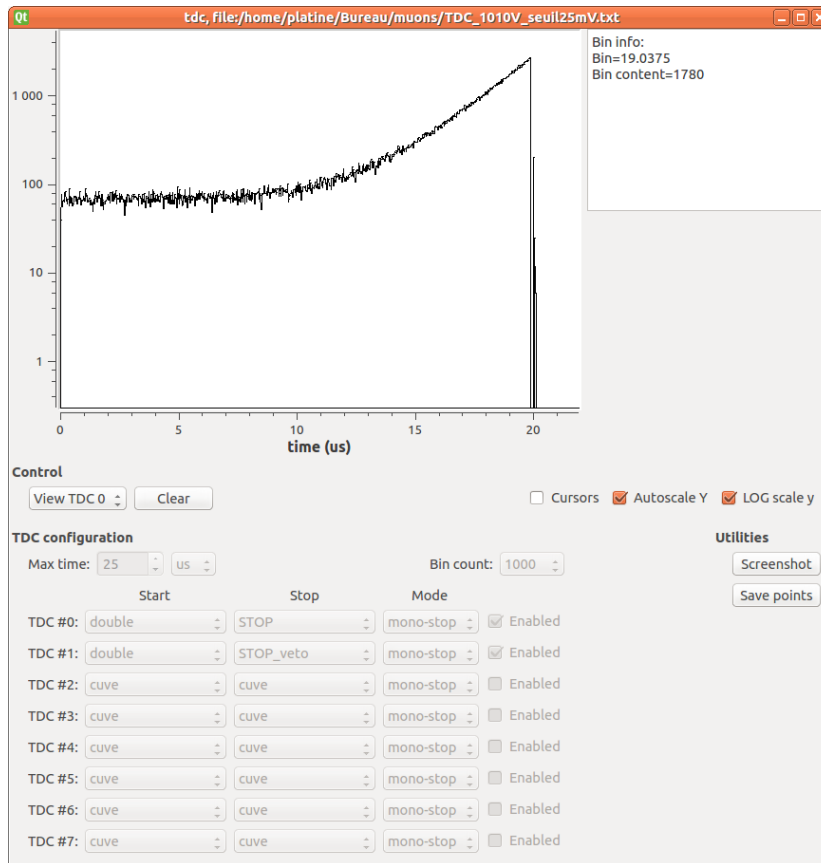 Qt tdc, file:/home/platine/Bureau/muons/TDC_1010V_seuil25mV.txt
Bin info:
Bin=19.0375
Bin content=1780
1 000
100
10
1
0 5 10 15 20
time (us)
Control
View TDC 0 Clear Cursors Autoscale Y LOG scale y
TDC configuration Utilities
Max time: 25 us Bin count: 1000 Screenshot
Start Stop Mode Save points
TDC #0: double STOP mono-stop Enabled
TDC #1: double STOP_veto mono-stop Enabled
TDC #2: cuve cuve mono-stop Enabled
TDC #3: cuve cuve mono-stop Enabled
TDC #4: cuve cuve mono-stop Enabled
TDC #5: cuve cuve mono-stop Enabled
TDC #6: cuve cuve mono-stop Enabled
TDC #7: cuve cuve mono-stop Enabled